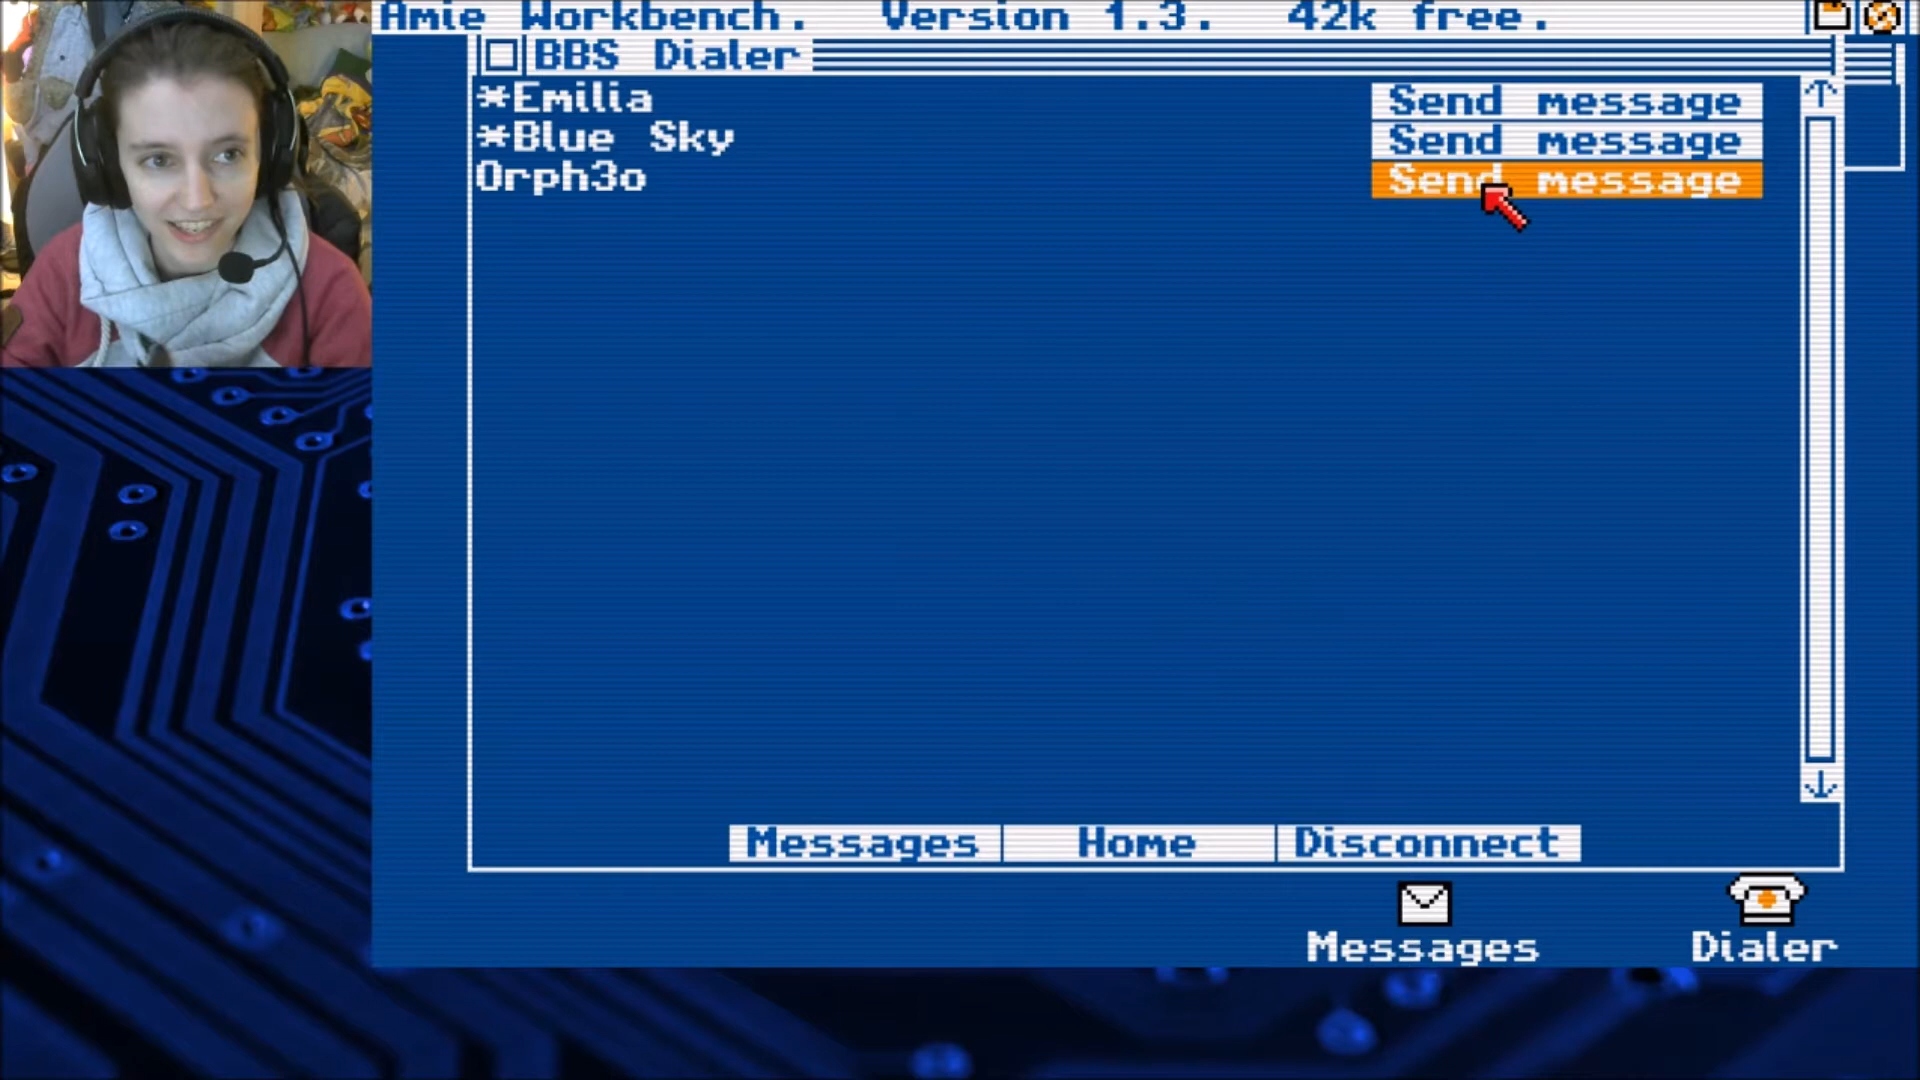 Amie Workbench. Version 1.3. 42k free.
BBS Dialer
*Emilia Send message
*Blue Sky Send message
Orph3o Send message
Messages Home Disconnect
Messages Dialer